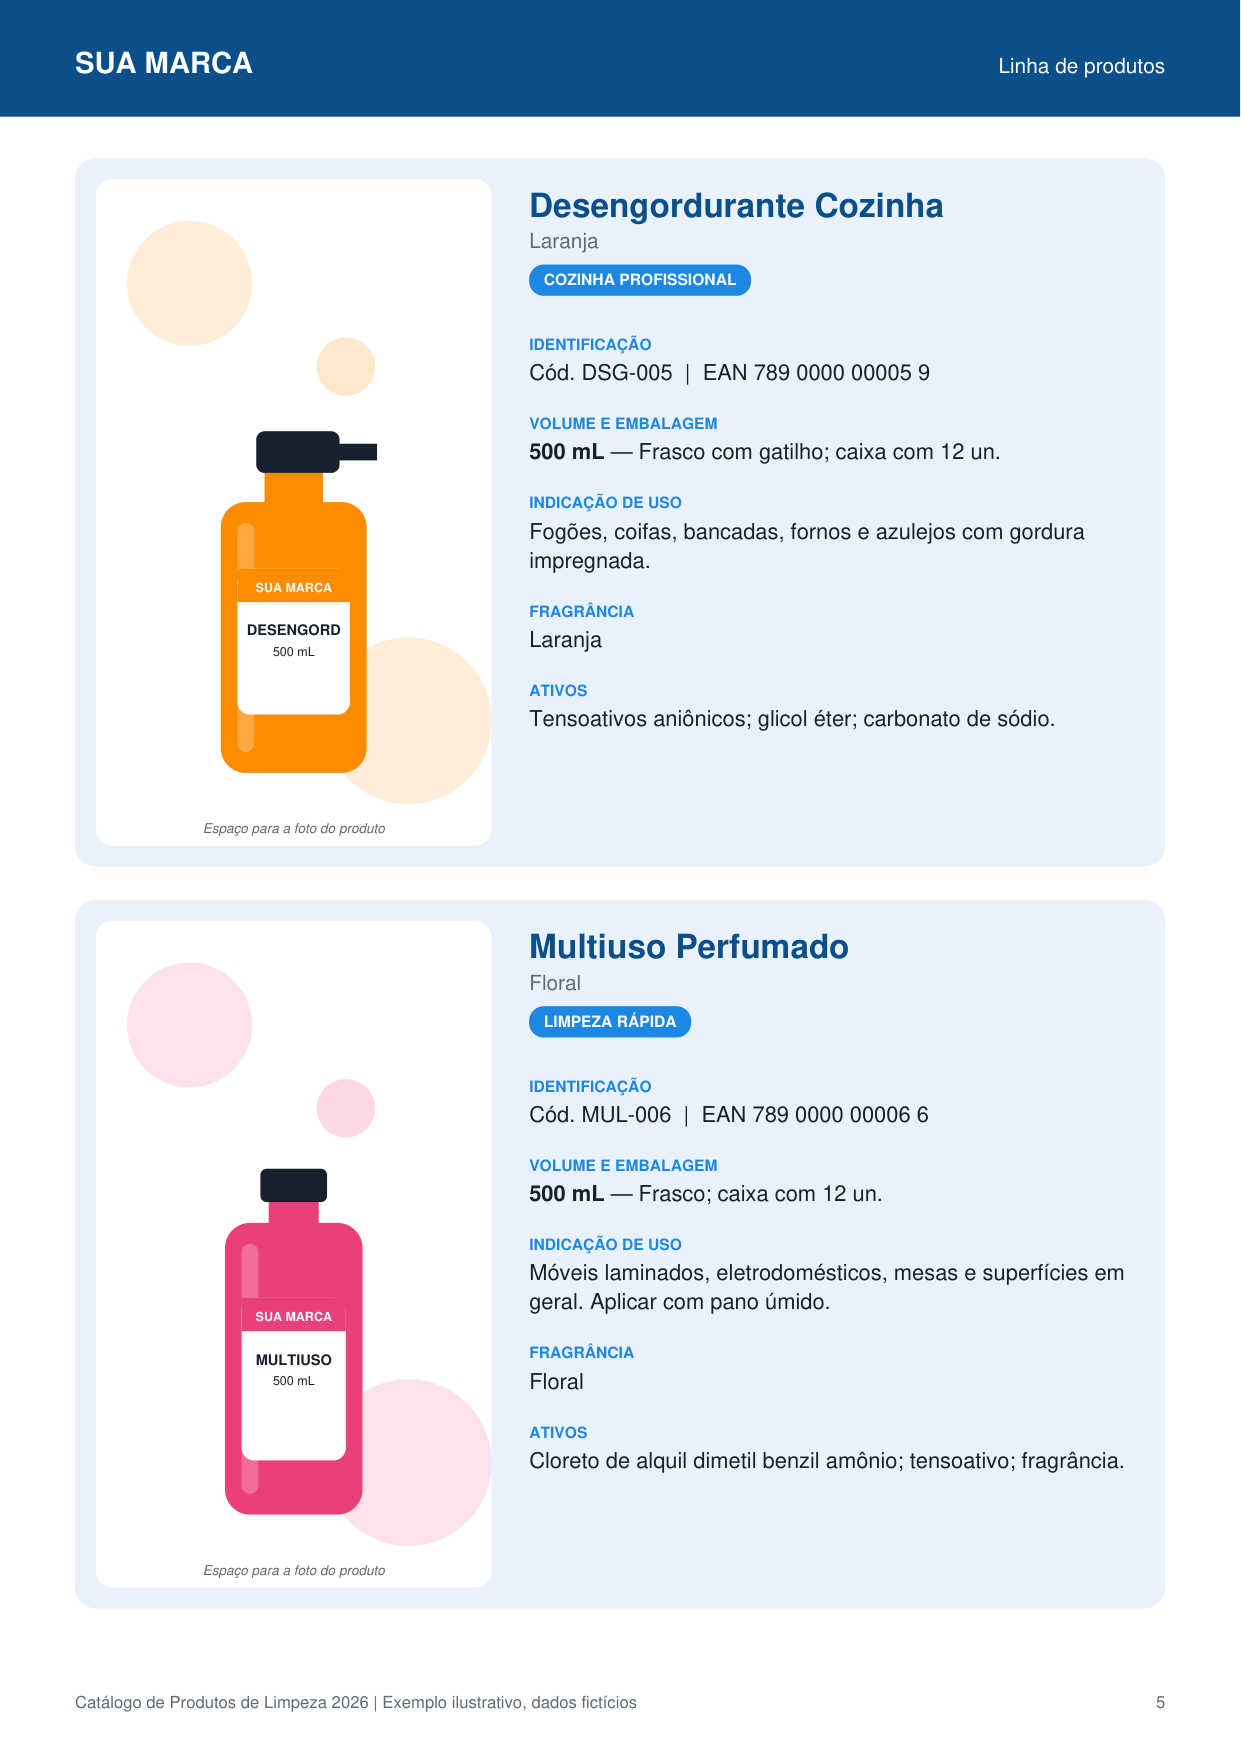 SUA MARCA
Linha de produtos
Desengordurante Cozinha
Laranja
COZINHA PROFISSIONAL
IDENTIFICAÇÃO
Cód. DSG-005 | EAN 789 0000 00005 9
VOLUME E EMBALAGEM
500 mL — Frasco com gatilho; caixa com 12 un.
INDICAÇÃO DE USO
Fogões, coifas, bancadas, fornos e azulejos com gordura
impregnada.
FRAGRÂNCIA
Laranja
ATIVOS
Tensoativos aniônicos; glicol éter; carbonato de sódio.
SUA MARCA
DESENGORD
500 mL
Espaço para a foto do produto
Multiuso Perfumado
Floral
LIMPEZA RÁPIDA
IDENTIFICAÇÃO
Cód. MUL-006 | EAN 789 0000 00006 6
VOLUME E EMBALAGEM
500 mL — Frasco; caixa com 12 un.
INDICAÇÃO DE USO
Móveis laminados, eletrodomésticos, mesas e superfícies em
geral. Aplicar com pano úmido.
FRAGRÂNCIA
Floral
ATIVOS
Cloreto de alquil dimetil benzil amônio; tensoativo; fragrância.
SUA MARCA
MULTIUSO
500 mL
Espaço para a foto do produto
Catálogo de Produtos de Limpeza 2026 | Exemplo ilustrativo, dados fictícios
5